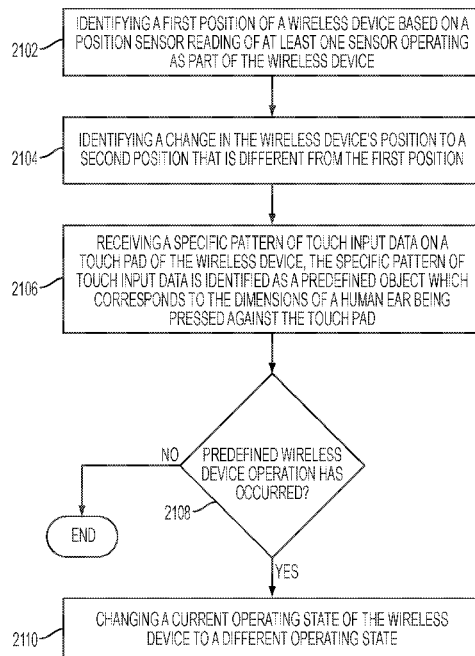 2102
IDENTIFYING A FIRST POSITION OF A WIRELESS DEVICE BASED ON A
POSITION SENSOR READING OF AT LEAST ONE SENSOR OPERATING
AS PART OF THE WIRELESS DEVICE
2104
IDENTIFYING A CHANGE IN THE WIRELESS DEVICE'S POSITION TO A
SECOND POSITION THAT IS DIFFERENT FROM THE FIRST POSITION
2106
RECEIVING A SPECIFIC PATTERN OF TOUCH INPUT DATA ON A
TOUCH PAD OF THE WIRELESS DEVICE, THE SPECIFIC PATTERN OF
TOUCH INPUT DATA IS IDENTIFIED AS A PREDEFINED OBJECT WHICH
CORRESPONDS TO THE DIMENSIONS OF A HUMAN EAR BEING
PRESSED AGAINST THE TOUCH PAD
PREDEFINED WIRELESS
DEVICE OPERATION HAS
OCCURRED?
2108
NO
END
YES
2110
CHANGING A CURRENT OPERATING STATE OF THE WIRELESS
DEVICE TO A DIFFERENT OPERATING STATE